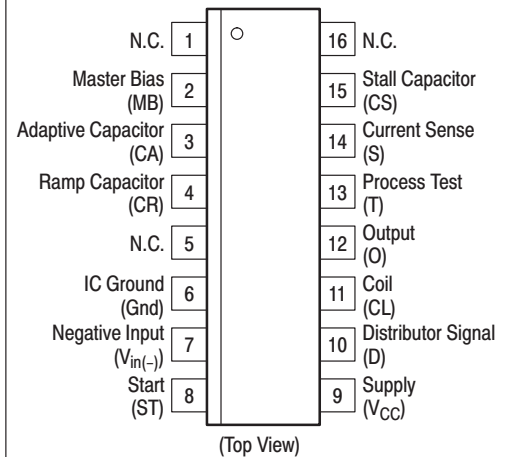 N.C. 1
Master Bias
(MB) 2
Adaptive Capacitor
(CA) 3
Ramp Capacitor
(CR) 4
N.C. 5
IC Ground
(Gnd) 6
Negative Input
(Vin(–)) 7
Start
(ST) 8
16 N.C.
15 Stall Capacitor
(CS)
14 Current Sense
(S)
13 Process Test
(T)
12 Output
(O)
11 Coil
(CL)
10 Distributor Signal
(D)
9 Supply
(VCC)
(Top View)